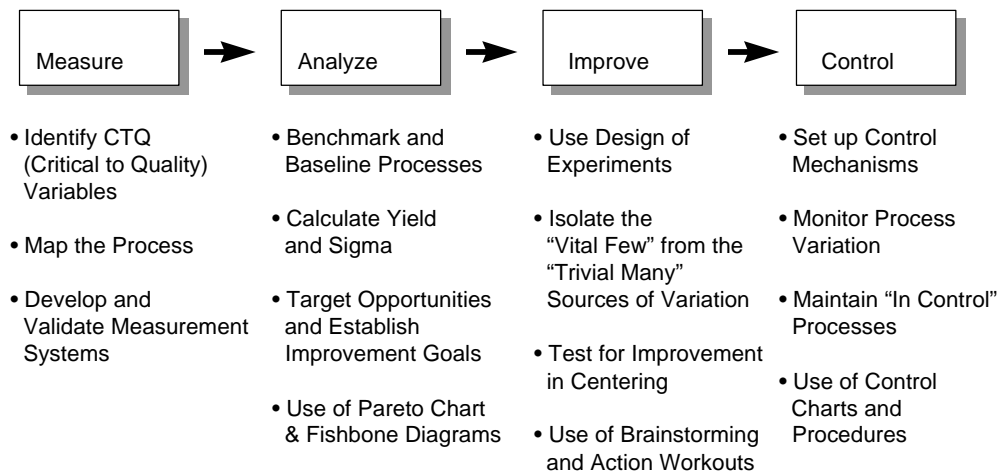 Measure
Analyze
Improve
Control
• Identify CTQ
(Critical to Quality)
Variables
• Map the Process
• Develop and
Validate Measurement
Systems
• Benchmark and
Baseline Processes
• Calculate Yield
and Sigma
• Target Opportunities
and Establish
Improvement Goals
• Use of Pareto Chart
& Fishbone Diagrams
• Use Design of
Experiments
• Isolate the
“Vital Few” from the
“Trivial Many”
Sources of Variation
• Test for Improvement
in Centering
• Use of Brainstorming
and Action Workouts
• Set up Control
Mechanisms
• Monitor Process
Variation
• Maintain “In Control”
Processes
• Use of Control
Charts and
Procedures